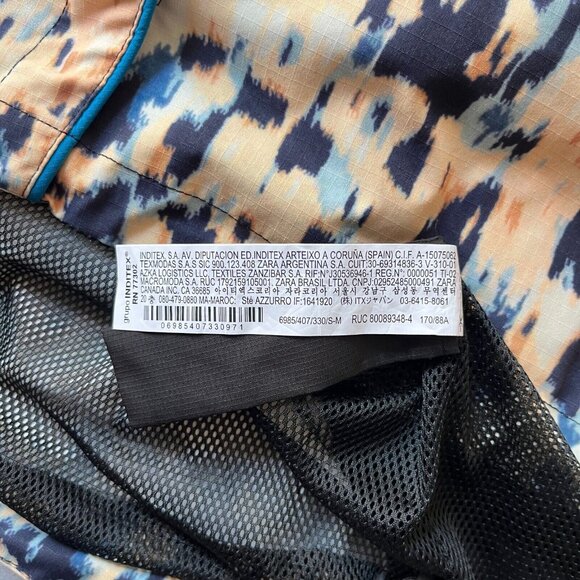 grupo INDITEX®
RN 77302
INDITEX, S.A. AV. DIPUTACION ED.INDITEX ARTEIXO A CORUÑA (SPAIN) C.I.F. A-15075062
TEXMODAS S.A.S SIC 900.123.408 ZARA ARGENTINA S.A. CUIT:30-69314836-3 V-310-01
AZKA LOGISTICS LLC, TEXTILES ZANZIBAR S.A. RIF:N°J30536946-1 REG.N°: 0000051 TI-02
MACROMODA S.A. RUC 1792159105001. ZARA BRASIL LTDA. CNPJ.:02952485000491 ZARA
CANADA INC. CA 36685 아이티엑스코리아 자라코리아 서울시 강남구 삼성동 무역센터
20 층 080-479-0880 MA-MAROC: Sté AZZURRO IF:1641920 (株) ITXジャパン 03-6415-8061
6985/407/330/S-M RUC 80089348-4 170/88A
06985407330971